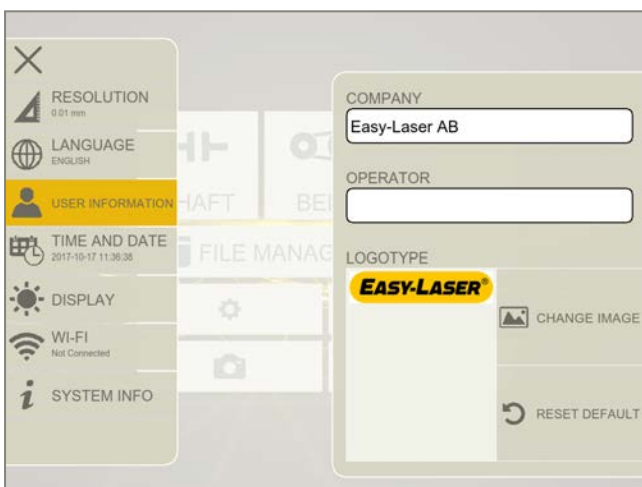 RESOLUTION
0.01 mm
LANGUAGE
ENGLISH
USER INFORMATION
TIME AND DATE
2017-10-17 11:36:38
DISPLAY
WI-FI
Not Connected
i SYSTEM INFO
HAFT
BEL
FILE MANAG
COMPANY
Easy-Laser AB
OPERATOR
LOGOTYPE
EASY-LASER®
CHANGE IMAGE
RESET DEFAULT